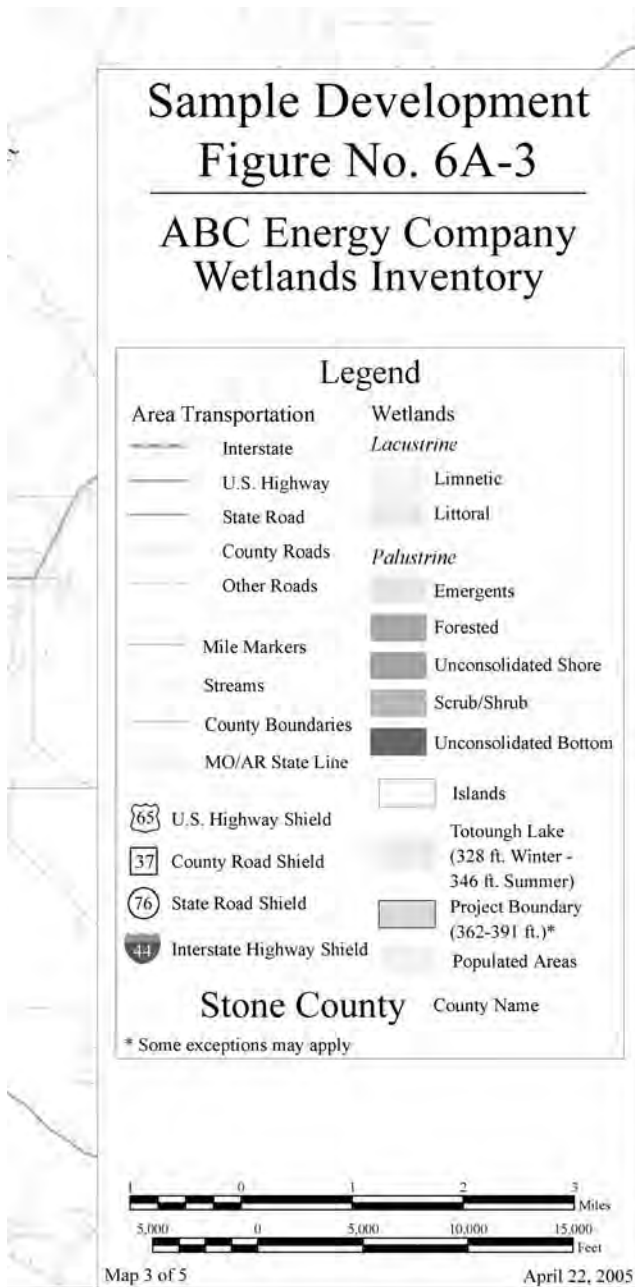 Sample Development
Figure No. 6A-3
ABC Energy Company
Wetlands Inventory
Legend
Area Transportation
Interstate
U.S. Highway
State Road
County Roads
Other Roads
Mile Markers
Streams
County Boundaries
MO/AR State Line
65 U.S. Highway Shield
37 County Road Shield
76 State Road Shield
44 Interstate Highway Shield
Wetlands
Lacustrine
Limnetic
Littoral
Palustrine
Emergents
Forested
Unconsolidated Shore
Scrub/Shrub
Unconsolidated Bottom
Islands
Totoungh Lake
(328 ft. Winter -
346 ft. Summer)
Project Boundary
(362-391 ft.)*
Populated Areas
Stone County County Name
* Some exceptions may apply
1 0 1 2 3
Miles
5,000 0 5,000 10,000 15,000
Feet
Map 3 of 5 April 22, 2005